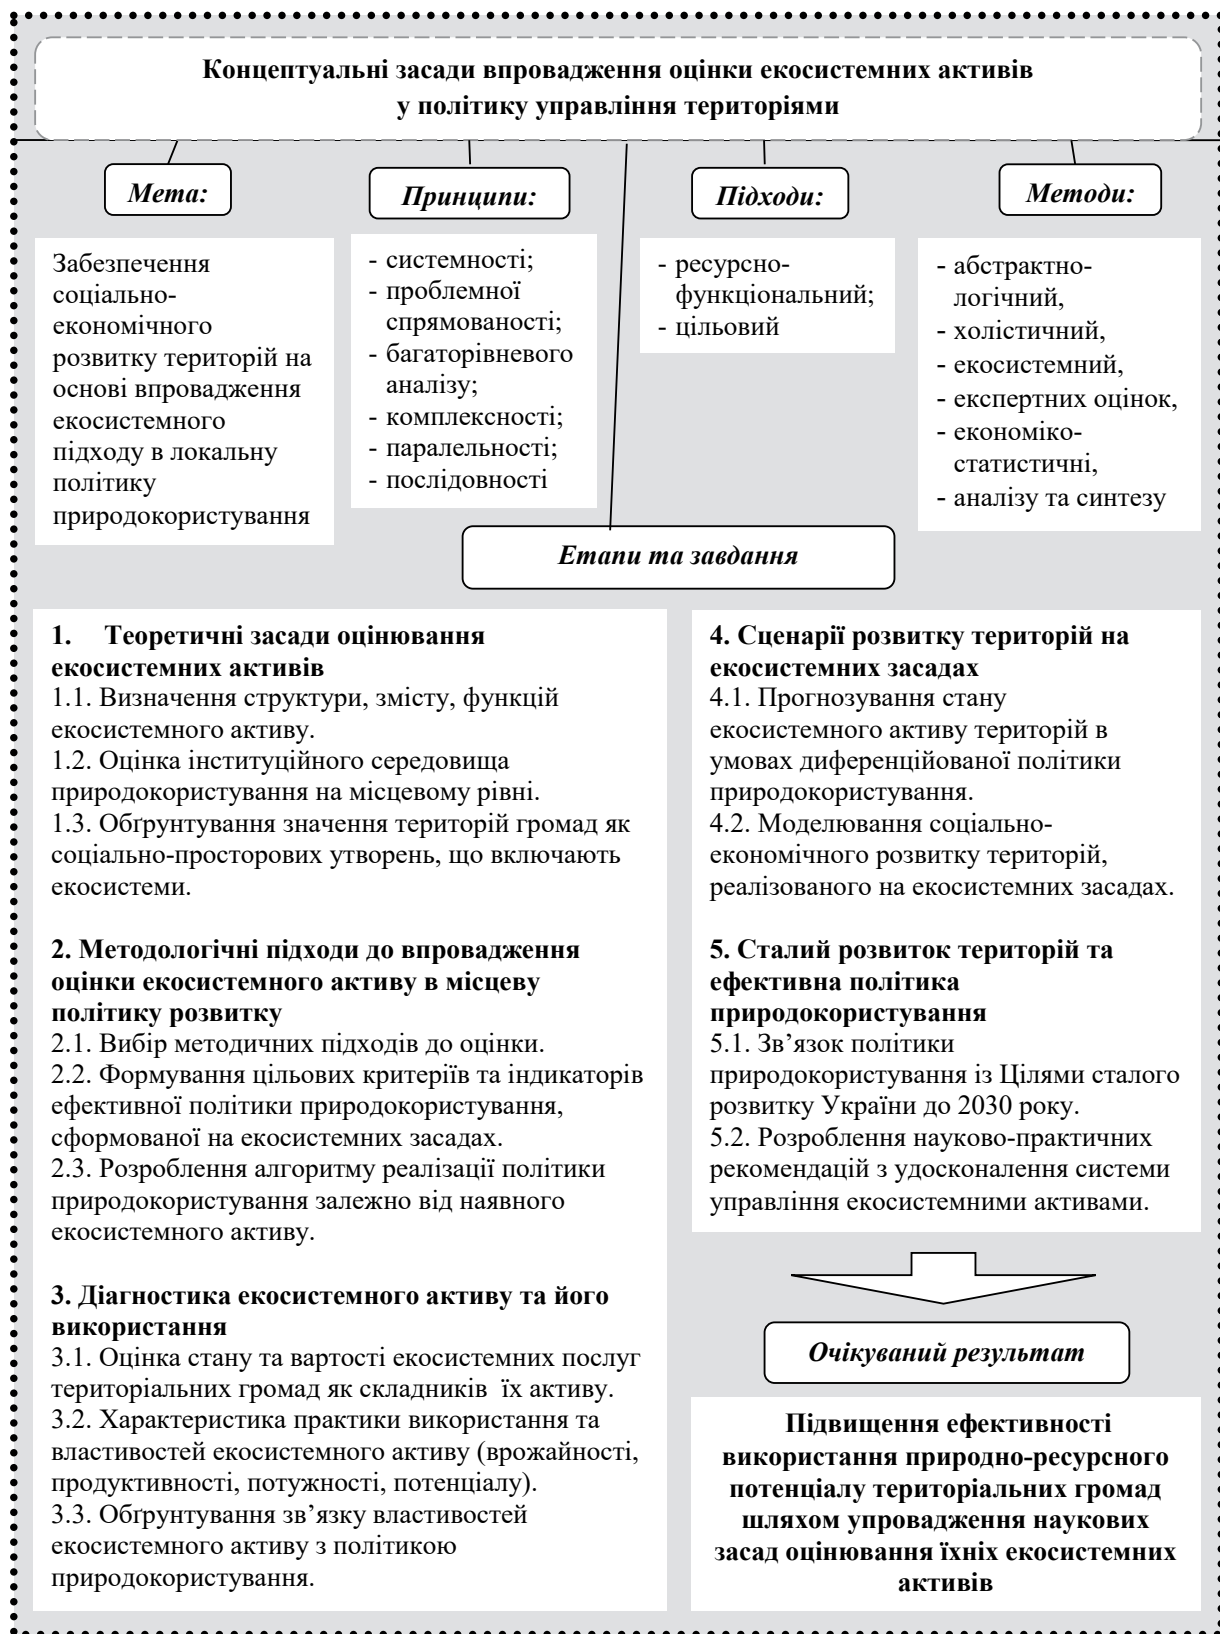 Концептуальні засади впровадження оцінки екосистемних активів
у політику управління територіями
Мета:
Принципи:
Підходи:
Методи:
Забезпечення
соціально-
економічного
розвитку територій на
основі впровадження
екосистемного
підходу в локальну
політику
природокористування
- системності;
- проблемної
спрямованості;
- багаторівневого
аналізу;
- комплексності;
- паралельності;
- послідовності
- ресурсно-
функціональний;
- цільовий
- абстрактно-
логічний,
- холістичний,
- екосистемний,
- експертних оцінок,
- економіко-
статистичні,
- аналізу та синтезу
Етапи та завдання
1. Теоретичні засади оцінювання
екосистемних активів
1.1. Визначення структури, змісту, функцій
екосистемного активу.
1.2. Оцінка інституційного середовища
природокористування на місцевому рівні.
1.3. Обґрунтування значення територій громад як
соціально-просторових утворень, що включають
екосистеми.
2. Методологічні підходи до впровадження
оцінки екосистемного активу в місцеву
політику розвитку
2.1. Вибір методичних підходів до оцінки.
2.2. Формування цільових критеріїв та індикаторів
ефективної політики природокористування,
сформованої на екосистемних засадах.
2.3. Розроблення алгоритму реалізації політики
природокористування залежно від наявного
екосистемного активу.
3. Діагностика екосистемного активу та його
використання
3.1. Оцінка стану та вартості екосистемних послуг
територіальних громад як складників їх активу.
3.2. Характеристика практики використання та
властивостей екосистемного активу (врожайності,
продуктивності, потужності, потенціалу).
3.3. Обґрунтування зв’язку властивостей
екосистемного активу з політикою
природокористування.
4. Сценарії розвитку територій на
екосистемних засадах
4.1. Прогнозування стану
екосистемного активу територій в
умовах диференційованої політики
природокористування.
4.2. Моделювання соціально-
економічного розвитку територій,
реалізованого на екосистемних засадах.
5. Сталий розвиток територій та
ефективна політика
природокористування
5.1. Зв’язок політики
природокористування із Цілями сталого
розвитку України до 2030 року.
5.2. Розроблення науково-практичних
рекомендацій з удосконалення системи
управління екосистемними активами.
Очікуваний результат
Підвищення ефективності
використання природно-ресурсного
потенціалу територіальних громад
шляхом упровадження наукових
засад оцінювання їхніх екосистемних
активів